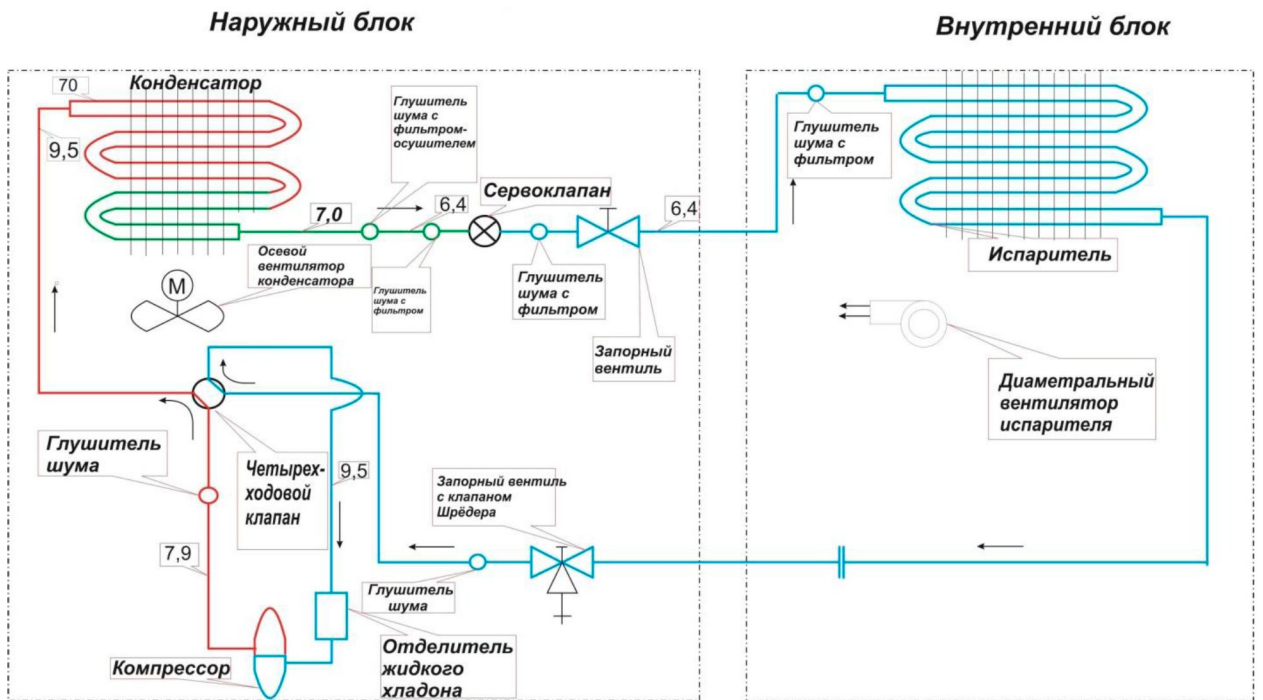 Наружный блок
Внутренний блок
70
Конденсатор
9,5
Глушитель
шума с
фильтром-
осушителем
7,0
6,4
Сервоклапан
6,4
Глушитель
шума с
фильтром
Испаритель
Осевой
вентилятор
конденсатора
M
Глушитель
шума с
фильтром
Глушитель
шума с
фильтром
Запорный
вентиль
Диаметральный
вентилятор
испарителя
Глушитель
шума
Четырех-
ходовой
клапан
9,5
Запорный вентиль
с клапаном
Шрёдера
7,9
Глушитель
шума
Компрессор
Отделитель
жидкого
хладона